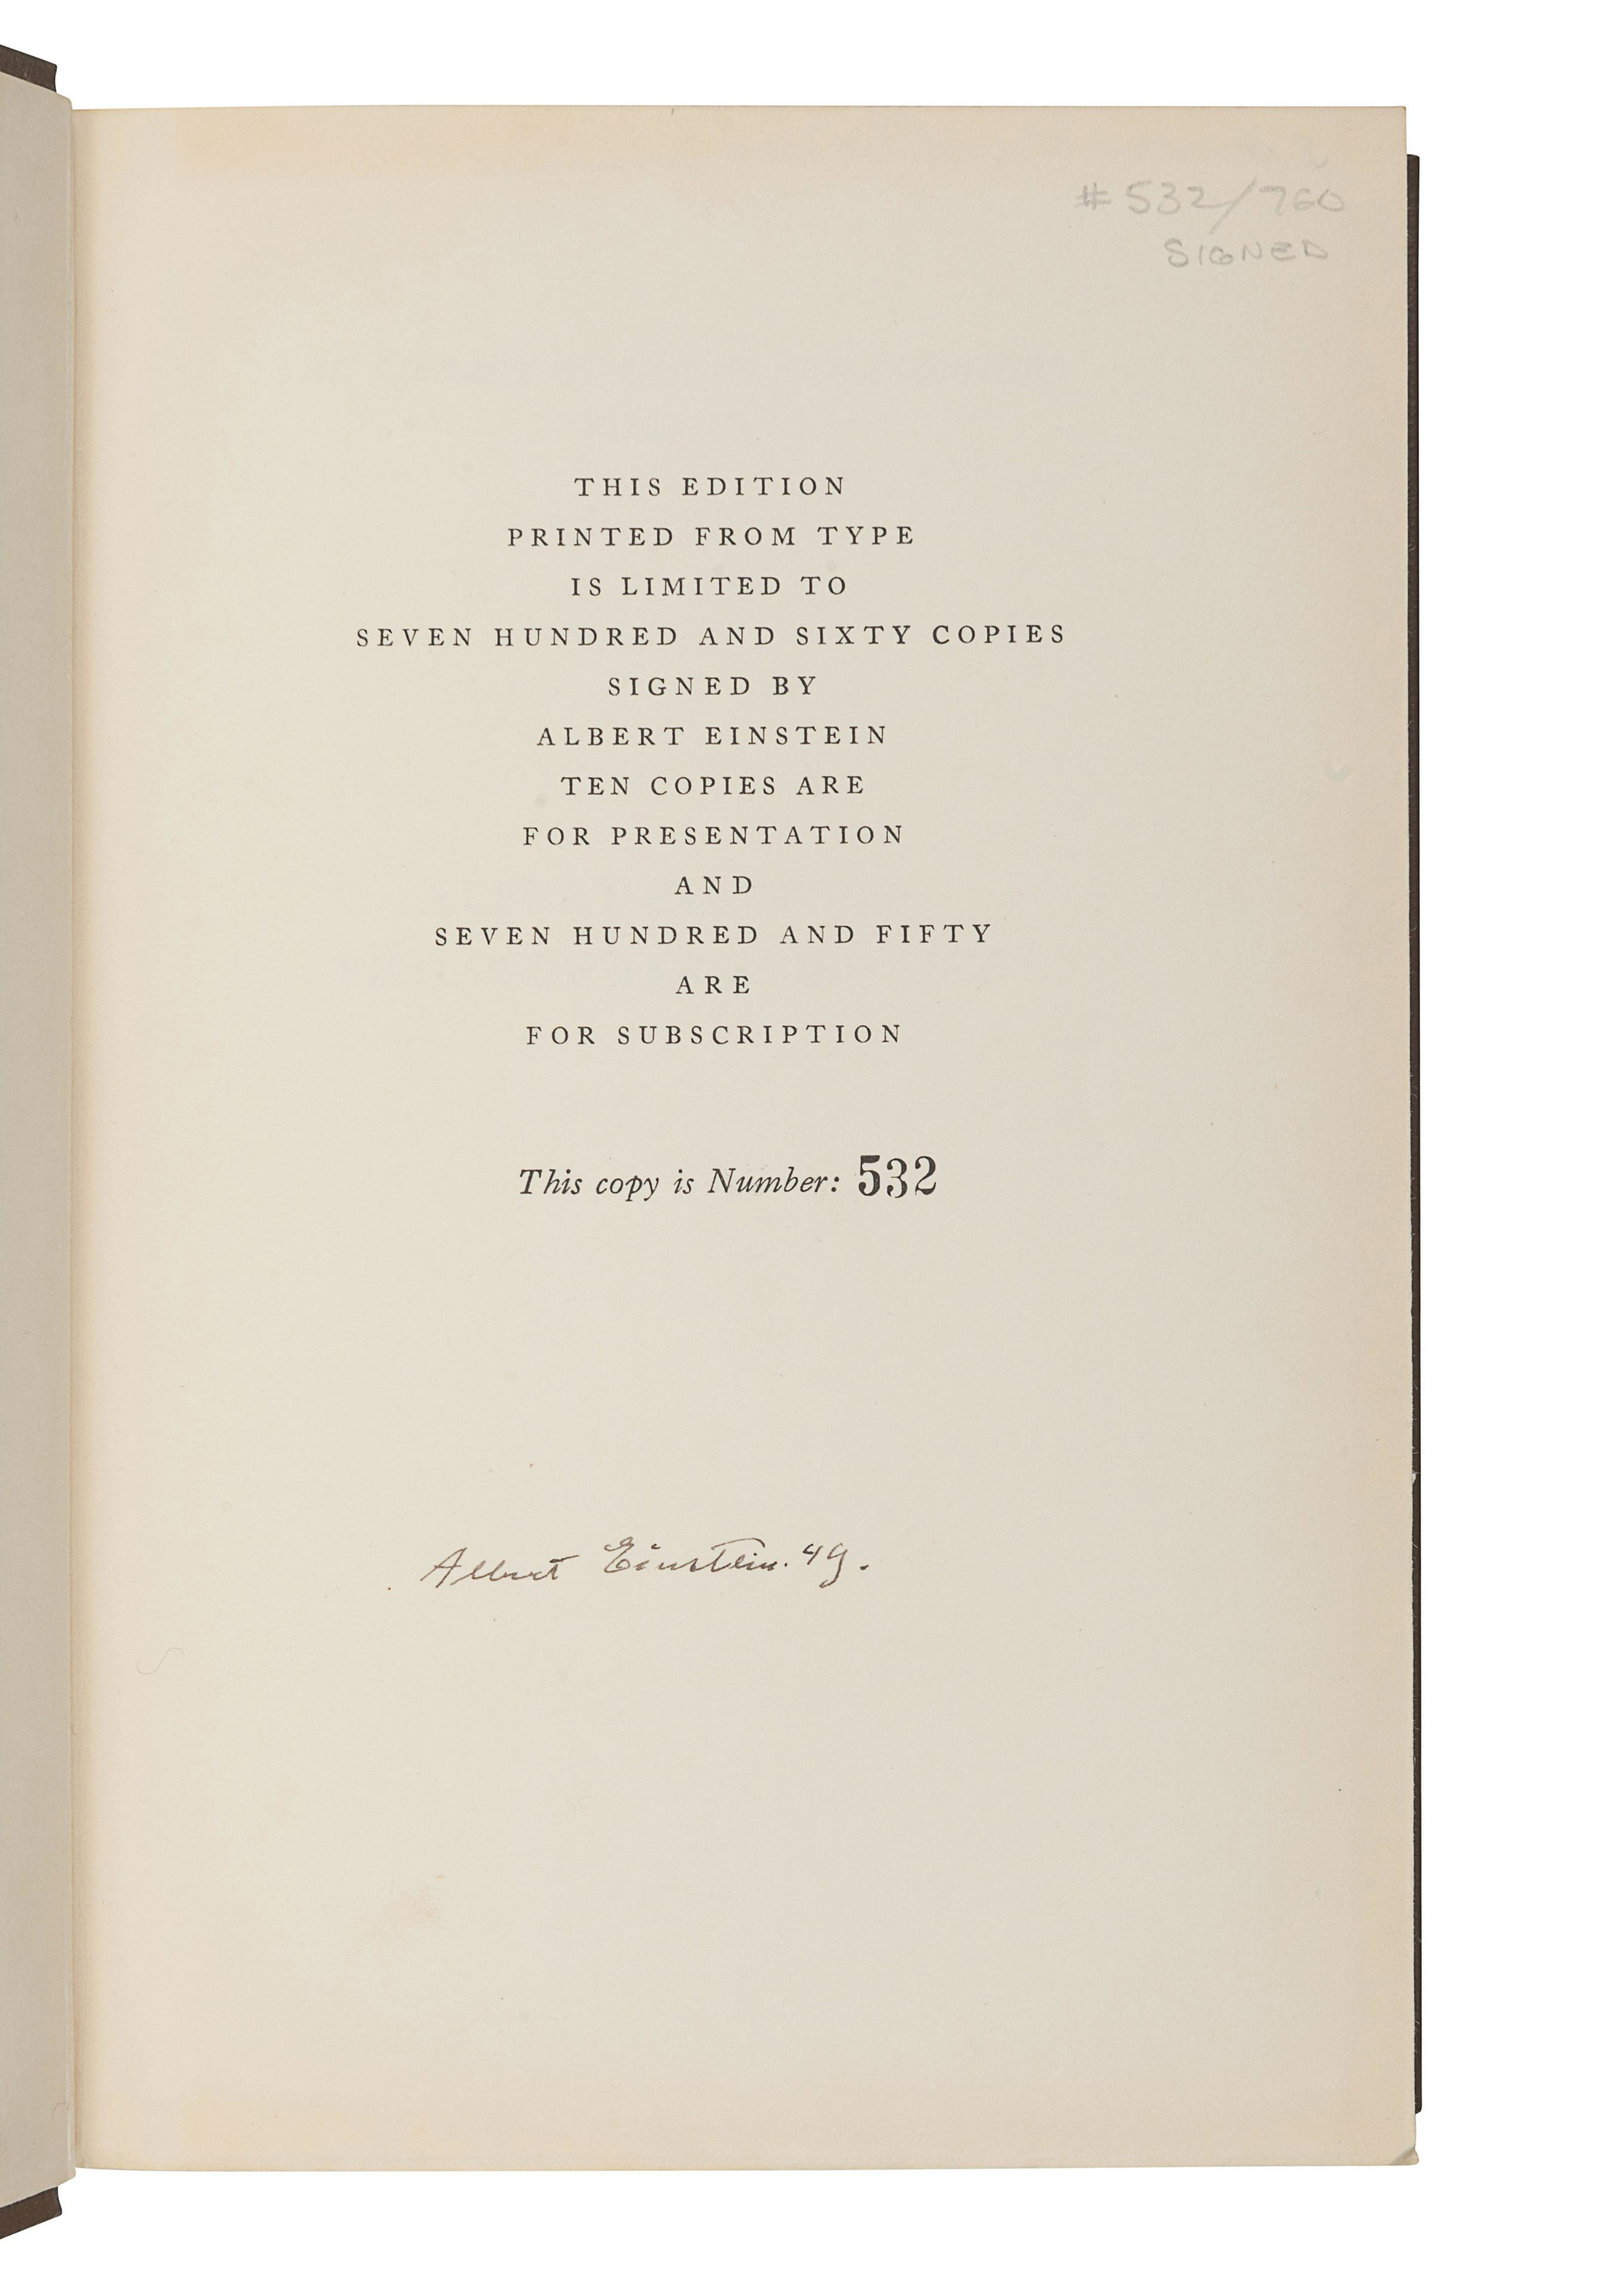 # 532/760
SIGNED
THIS EDITION
PRINTED FROM TYPE
IS LIMITED TO
SEVEN HUNDRED AND SIXTY COPIES
SIGNED BY
ALBERT EINSTEIN
TEN COPIES ARE
FOR PRESENTATION
AND
SEVEN HUNDRED AND FIFTY
ARE
FOR SUBSCRIPTION
This copy is Number: 532
Albert Einstein. 49.